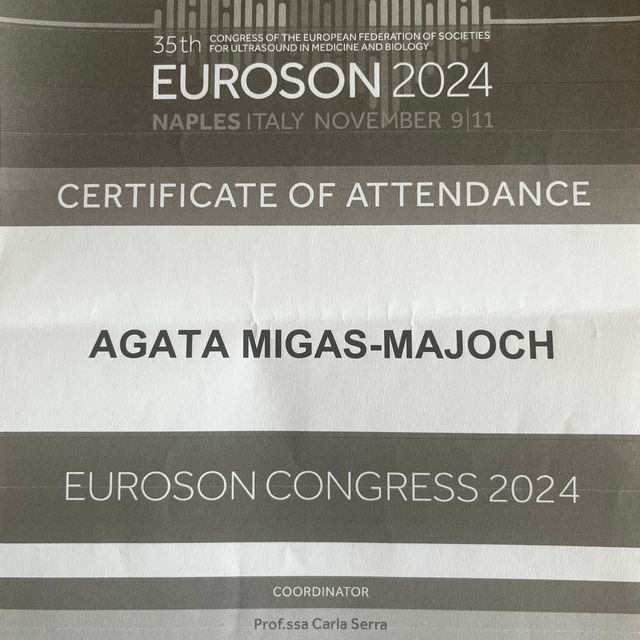 35th CONGRESS OF THE EUROPEAN FEDERATION OF SOCIETIES
FOR ULTRASOUND IN MEDICINE AND BIOLOGY
EUROSON 2024
NAPLES ITALY NOVEMBER 9|11
CERTIFICATE OF ATTENDANCE
AGATA MIGAS-MAJOCH
EUROSON CONGRESS 2024
COORDINATOR
Prof.ssa Carla Serra